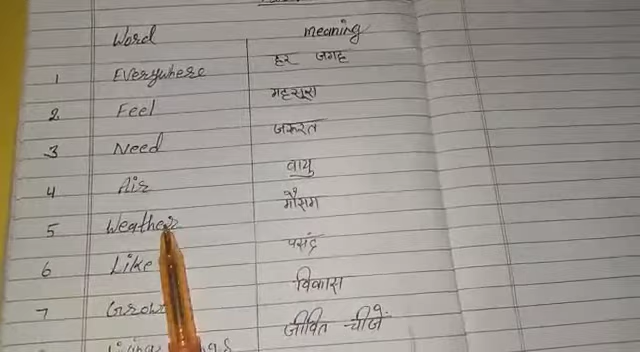 Word meaning
1 Everywhere हर जगह
2 Feel महसूस
3 Need जरूरत
4 Air वायु
5 Weather मौसम
6 Like पसंद
7 Grow विकास
जीवित चीजें